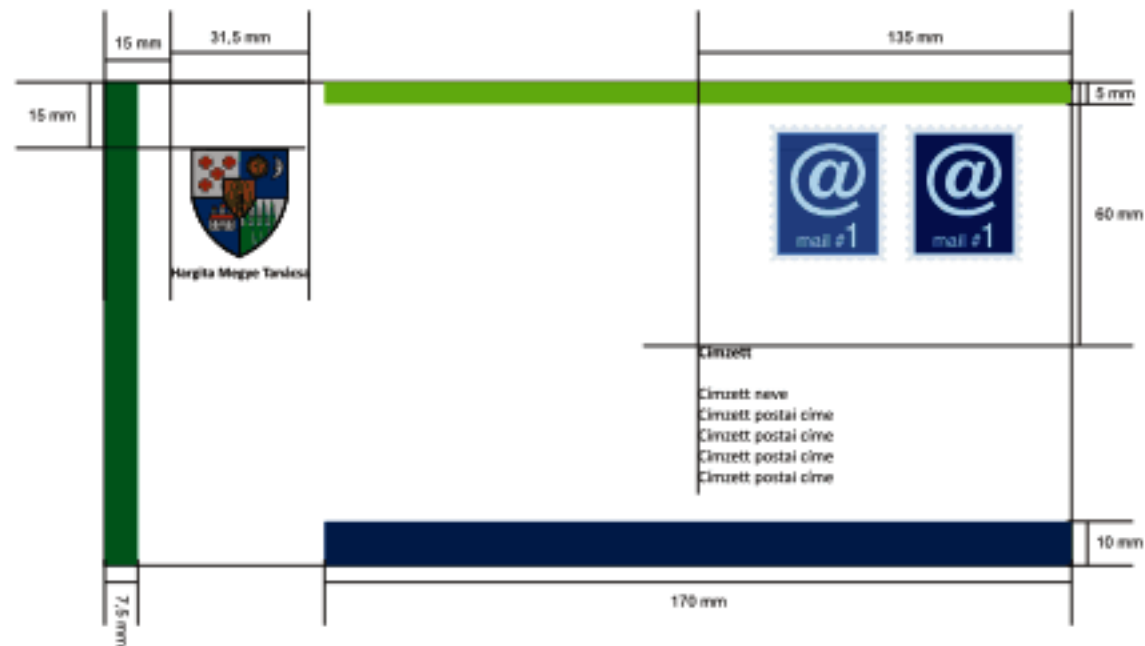 15 mm
31,5 mm
135 mm
5 mm
15 mm
@
mail #1
@
mail #1
60 mm
Hargita Megye Tanácsa
Címzett
Címzett neve
Címzett postai címe
Címzett postai címe
Címzett postai címe
Címzett postai címe
10 mm
7,5 mm
170 mm